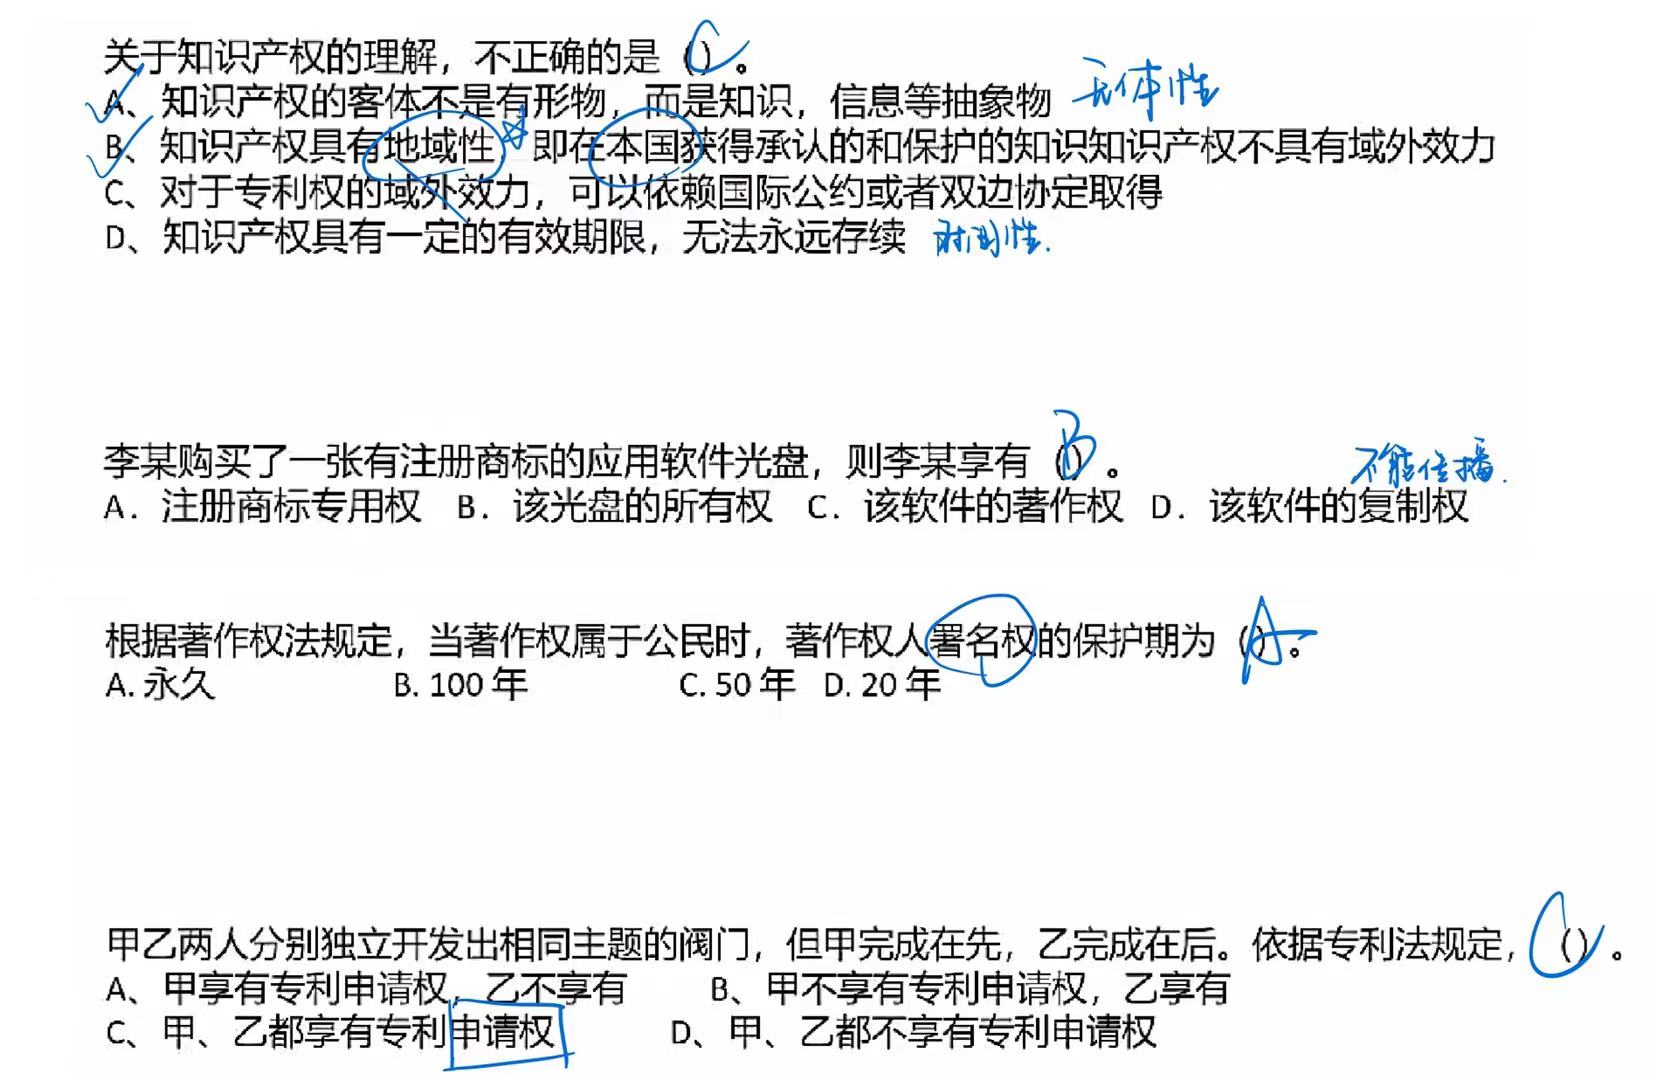 关于知识产权的理解，不正确的是（）。C
A、知识产权的客体不是有形物，而是知识，信息等抽象物 无体性
B、知识产权具有地域性，即在本国获得承认的和保护的知识知识产权不具有域外效力
C、对于专利权的域外效力，可以依赖国际公约或者双边协定取得
D、知识产权具有一定的有效期限，无法永远存续 时间性.
李某购买了一张有注册商标的应用软件光盘，则李某享有（）。B
不能传播.
A．注册商标专用权 B．该光盘的所有权 C．该软件的著作权 D．该软件的复制权
根据著作权法规定，当著作权属于公民时，著作权人署名权的保护期为（）。A
A. 永久 B. 100 年 C. 50 年 D. 20 年
甲乙两人分别独立开发出相同主题的阀门，但甲完成在先，乙完成在后。依据专利法规定，（）。C
A、甲享有专利申请权，乙不享有 B、甲不享有专利申请权，乙享有
C、甲、乙都享有专利申请权 D、甲、乙都不享有专利申请权